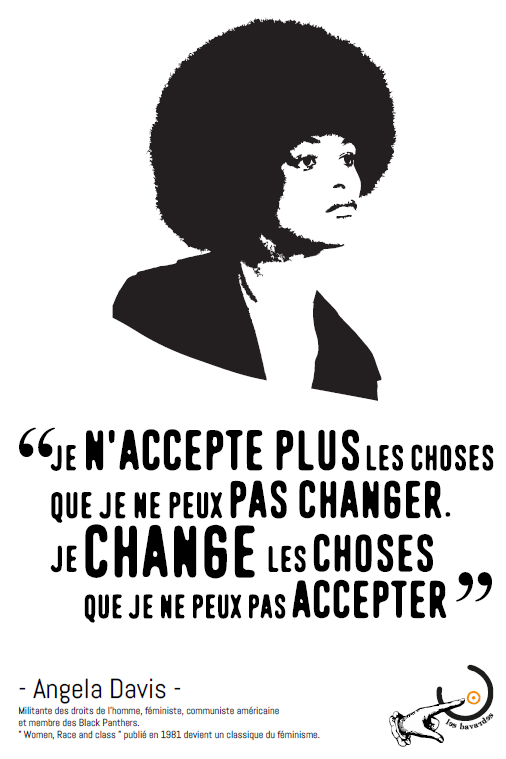 “JE N'ACCEPTE PLUS LES CHOSES
QUE JE NE PEUX PAS CHANGER.
JE CHANGE LES CHOSES
QUE JE NE PEUX PAS ACCEPTER”
- Angela Davis -
Militante des droits de l'homme, féministe, communiste américaine
et membre des Black Panthers.
" Women, Race and class " publié en 1981 devient un classique du féminisme.
les bavardes